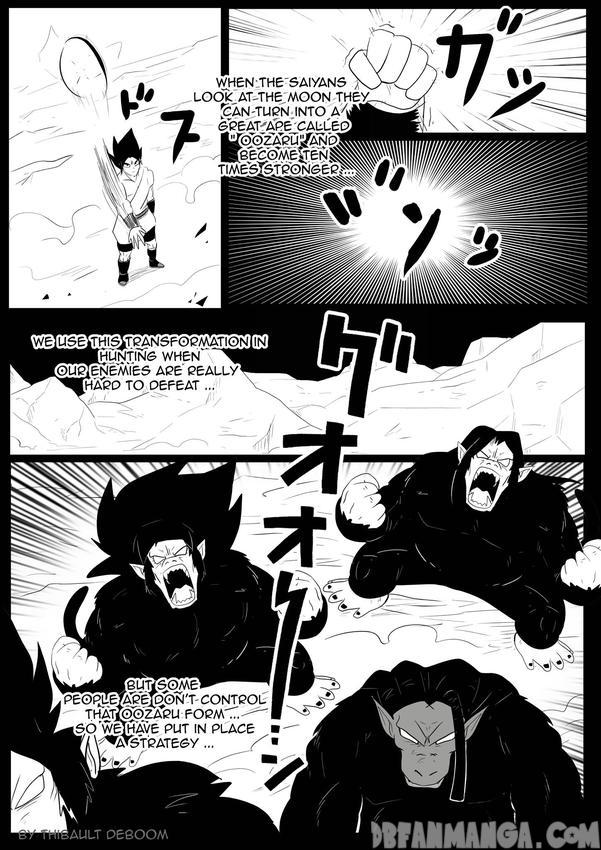 WHEN THE SAIYANS
LOOK AT THE MOON THEY
CAN TURN INTO A
GREAT ARE CALLED
" OOZARU" AND
BECOME TEN
TIMES STRONGER ...
ガッ
ドズ
ドンッ
WE USE THIS TRANSFORMATION IN
HUNTING WHEN
OUR ENEMIES ARE REALLY
HARD TO DEFEAT ...
グオオオー!
BUT SOME
PEOPLE ARE DON'T CONTROL
THAT OOZARU FORM ...
SO WE HAVE PUT IN PLACE
A STRATEGY ...
BY THIBAULT DEBOOM
DBFANMANGA.COM